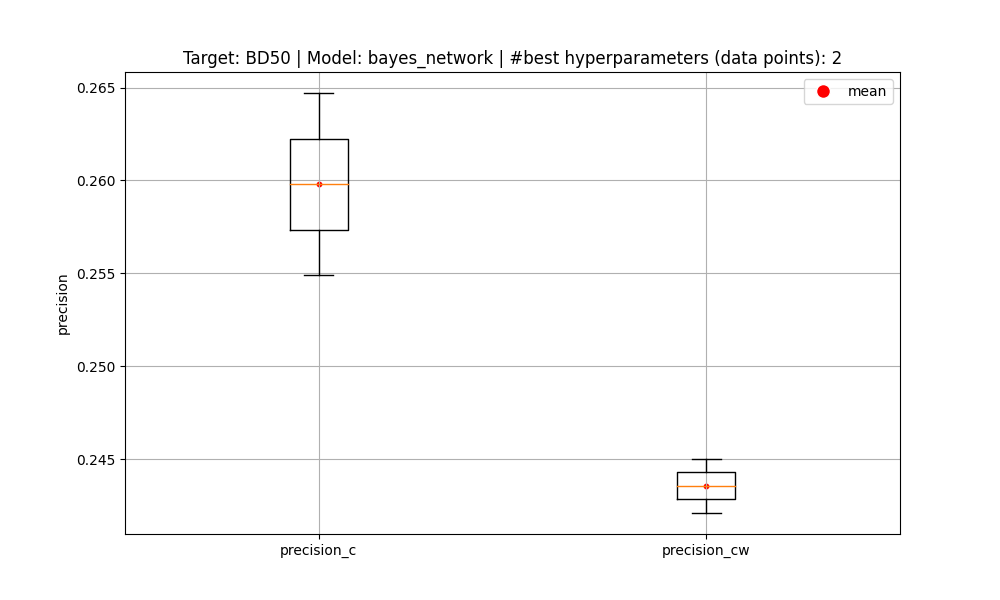 Target: BD50 | Model: bayes_network | #best hyperparameters (data points): 2
mean
0.265
0.260
0.255
0.250
0.245
precision
precision_c
precision_cw